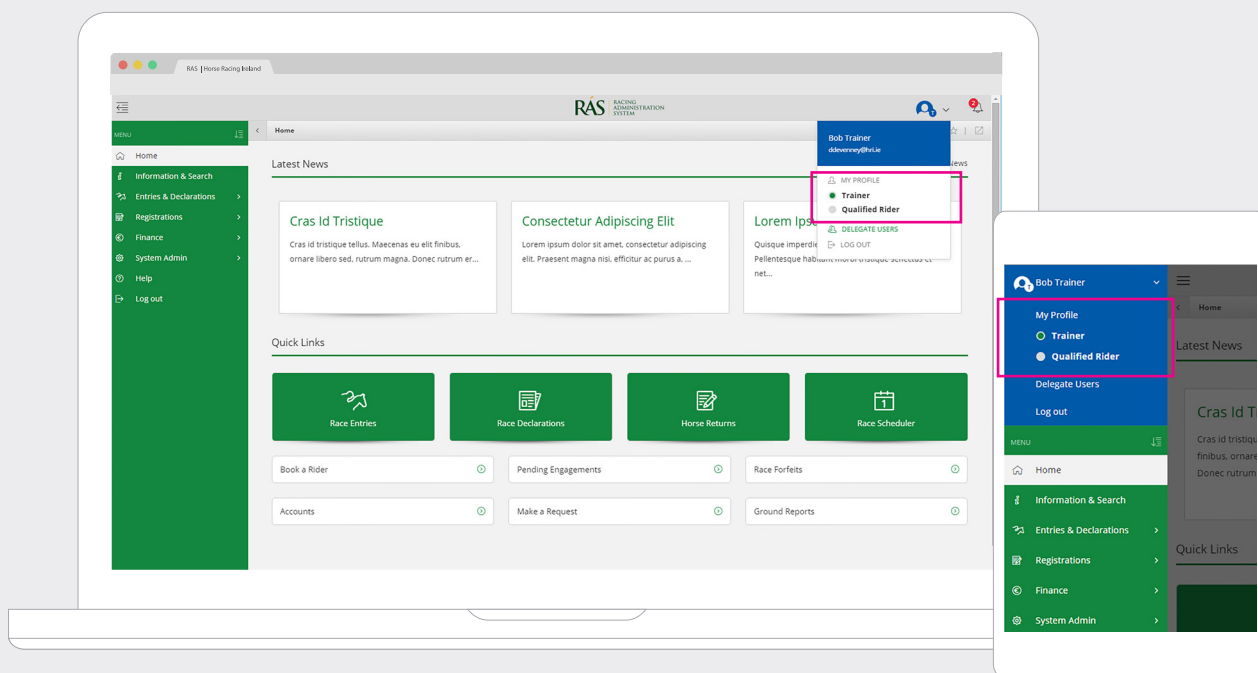 RAS | Horse Racing Ireland
RÁS RACING
ADMINISTRATION
SYSTEM
T
2
MENU
Home
Information & Search
Entries & Declarations
Registrations
Finance
System Admin
Help
Log out
Home
Latest News
News
Bob Trainer
ddevenney@hri.ie
MY PROFILE
Trainer
Qualified Rider
DELEGATE USERS
LOG OUT
Cras Id Tristique
Cras id tristique tellus. Maecenas eu elit finibus,
ornare libero sed, rutrum magna. Donec rutrum er...
Consectetur Adipiscing Elit
Lorem ipsum dolor sit amet, consectetur adipiscing
elit. Praesent magna nisi, efficitur ac purus a, ...
Lorem Ips
Quisque imperdie
Pellentesque habitant morbi tristique senectus et
net...
Quick Links
Race Entries
Race Declarations
Horse Returns
1
Race Scheduler
Book a Rider
Pending Engagements
Race Forfeits
Accounts
Make a Request
Ground Reports
T
Bob Trainer
My Profile
Trainer
Qualified Rider
Delegate Users
Log out
MENU
Home
Information & Search
Entries & Declarations
Registrations
Finance
System Admin
Home
Latest News
Cras Id T
Cras id tristiqu
finibus, ornare
Donec rutrum
Quick Links